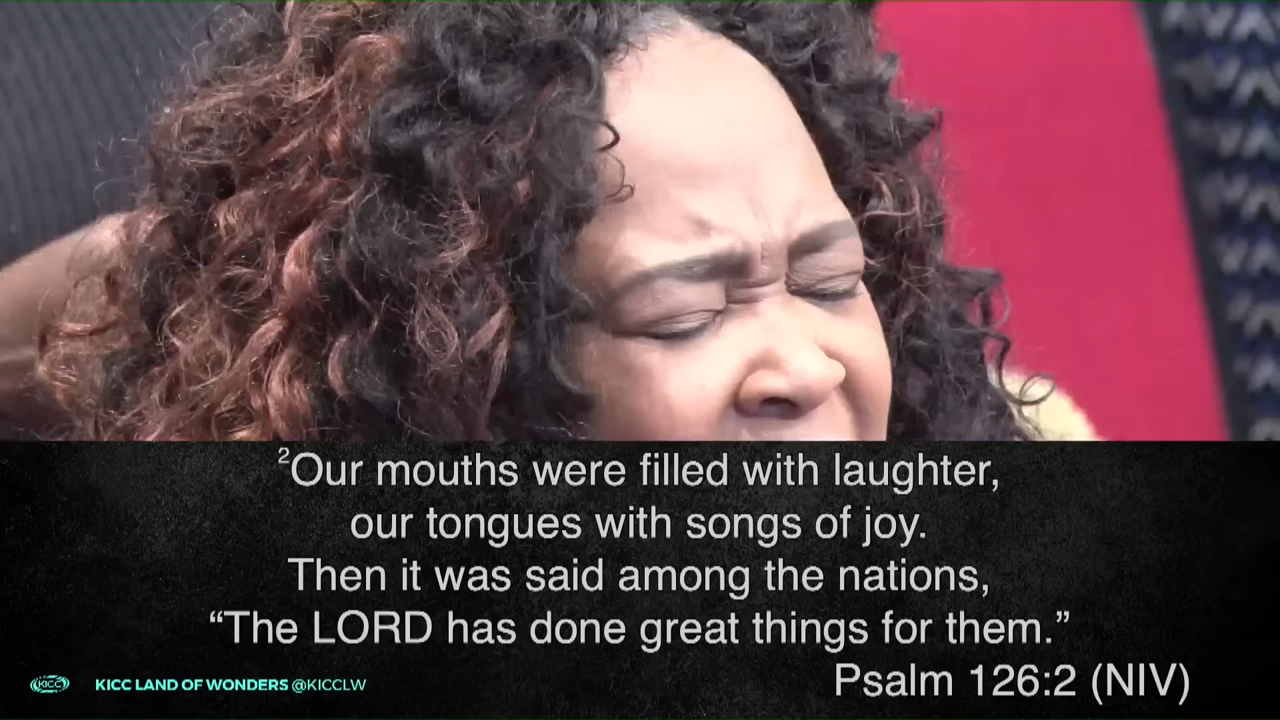 ²Our mouths were filled with laughter,
our tongues with songs of joy.
Then it was said among the nations,
“The LORD has done great things for them.”
Psalm 126:2 (NIV)
KICC
KICC LAND OF WONDERS @KICCLW